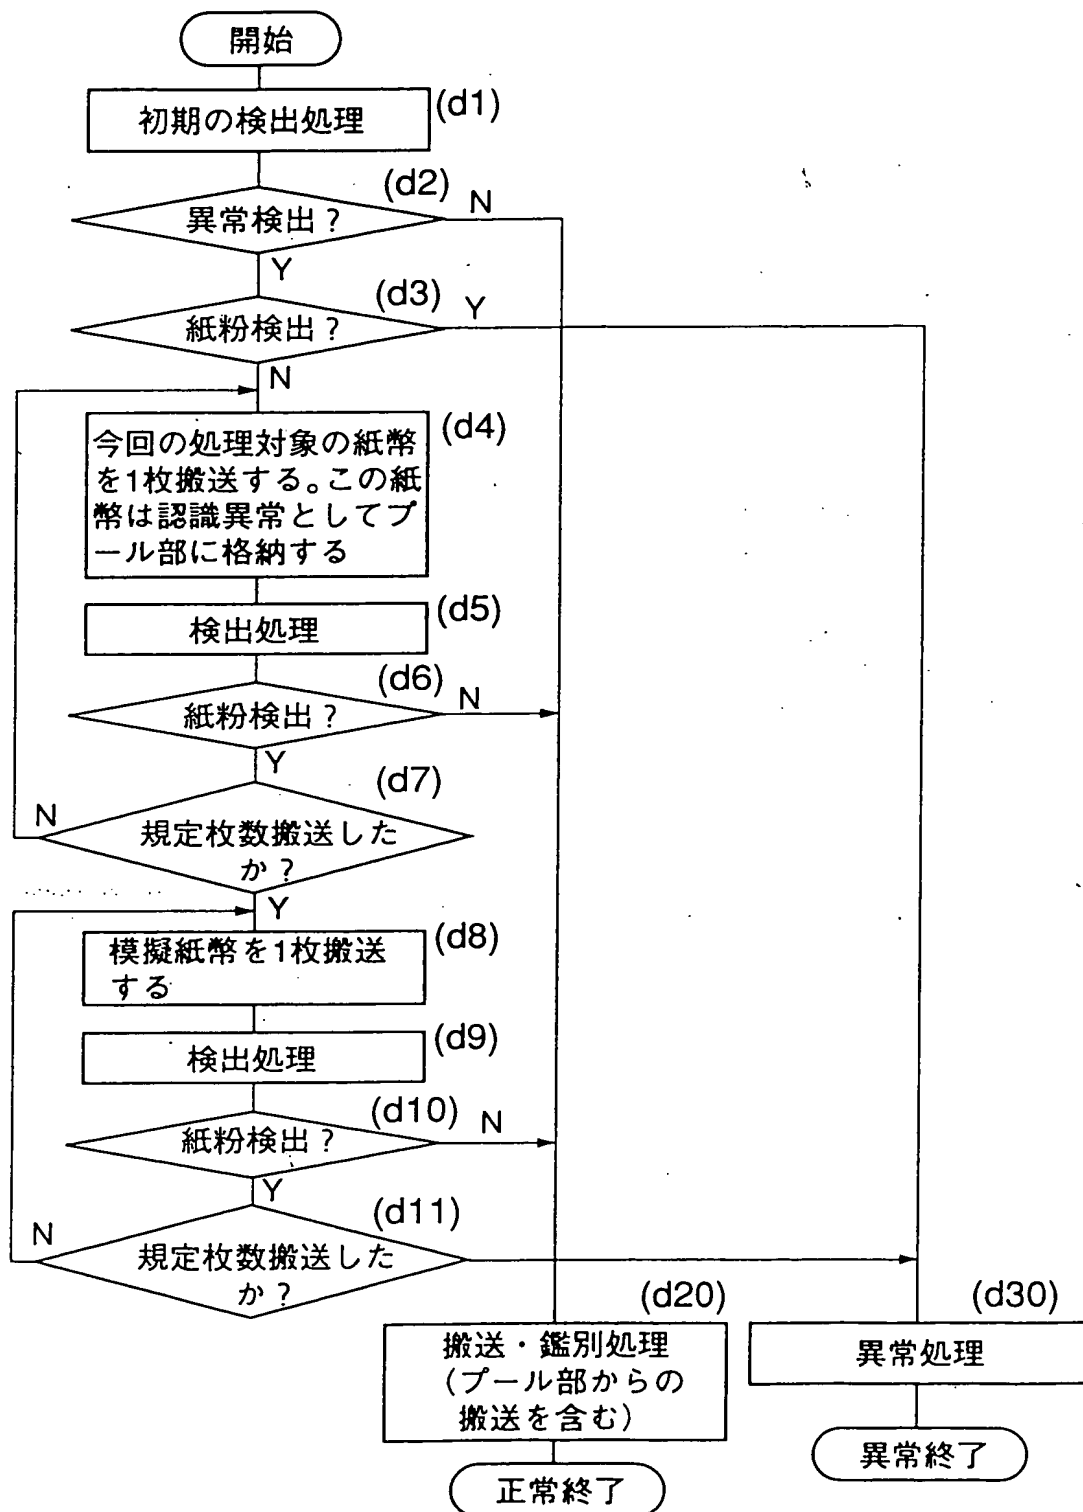 開始
初期の検出処理
(d1)
(d2)
異常検出?
N
Y
(d3)
紙粉検出?
Y
N
(d4)
今回の処理対象の紙幣
を1枚搬送する。この紙
幣は認識異常としてプ
ール部に格納する
(d5)
検出処理
(d6)
紙粉検出?
N
Y
(d7)
N
規定枚数搬送した
か?
Y
(d8)
模擬紙幣を1枚搬送
する
(d9)
検出処理
(d10)
紙粉検出?
N
Y
(d11)
N
規定枚数搬送した
か?
(d20)
搬送・鑑別処理
(プール部からの
搬送を含む)
正常終了
(d30)
異常処理
異常終了